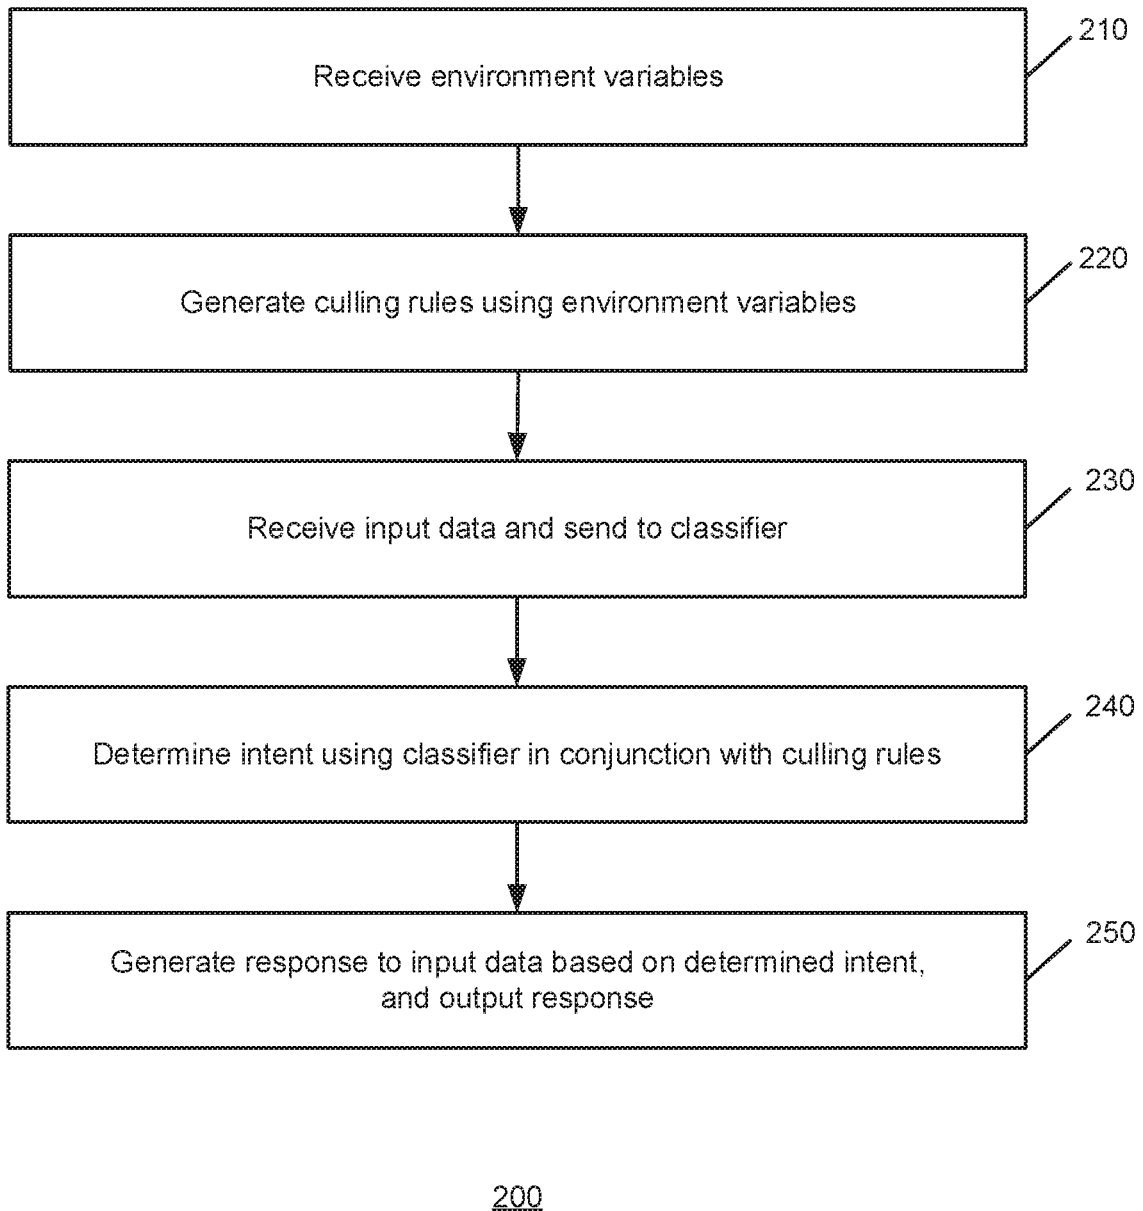 210
Receive environment variables
220
Generate culling rules using environment variables
230
Receive input data and send to classifier
240
Determine intent using classifier in conjunction with culling rules
250
Generate response to input data based on determined intent,
and output response
200